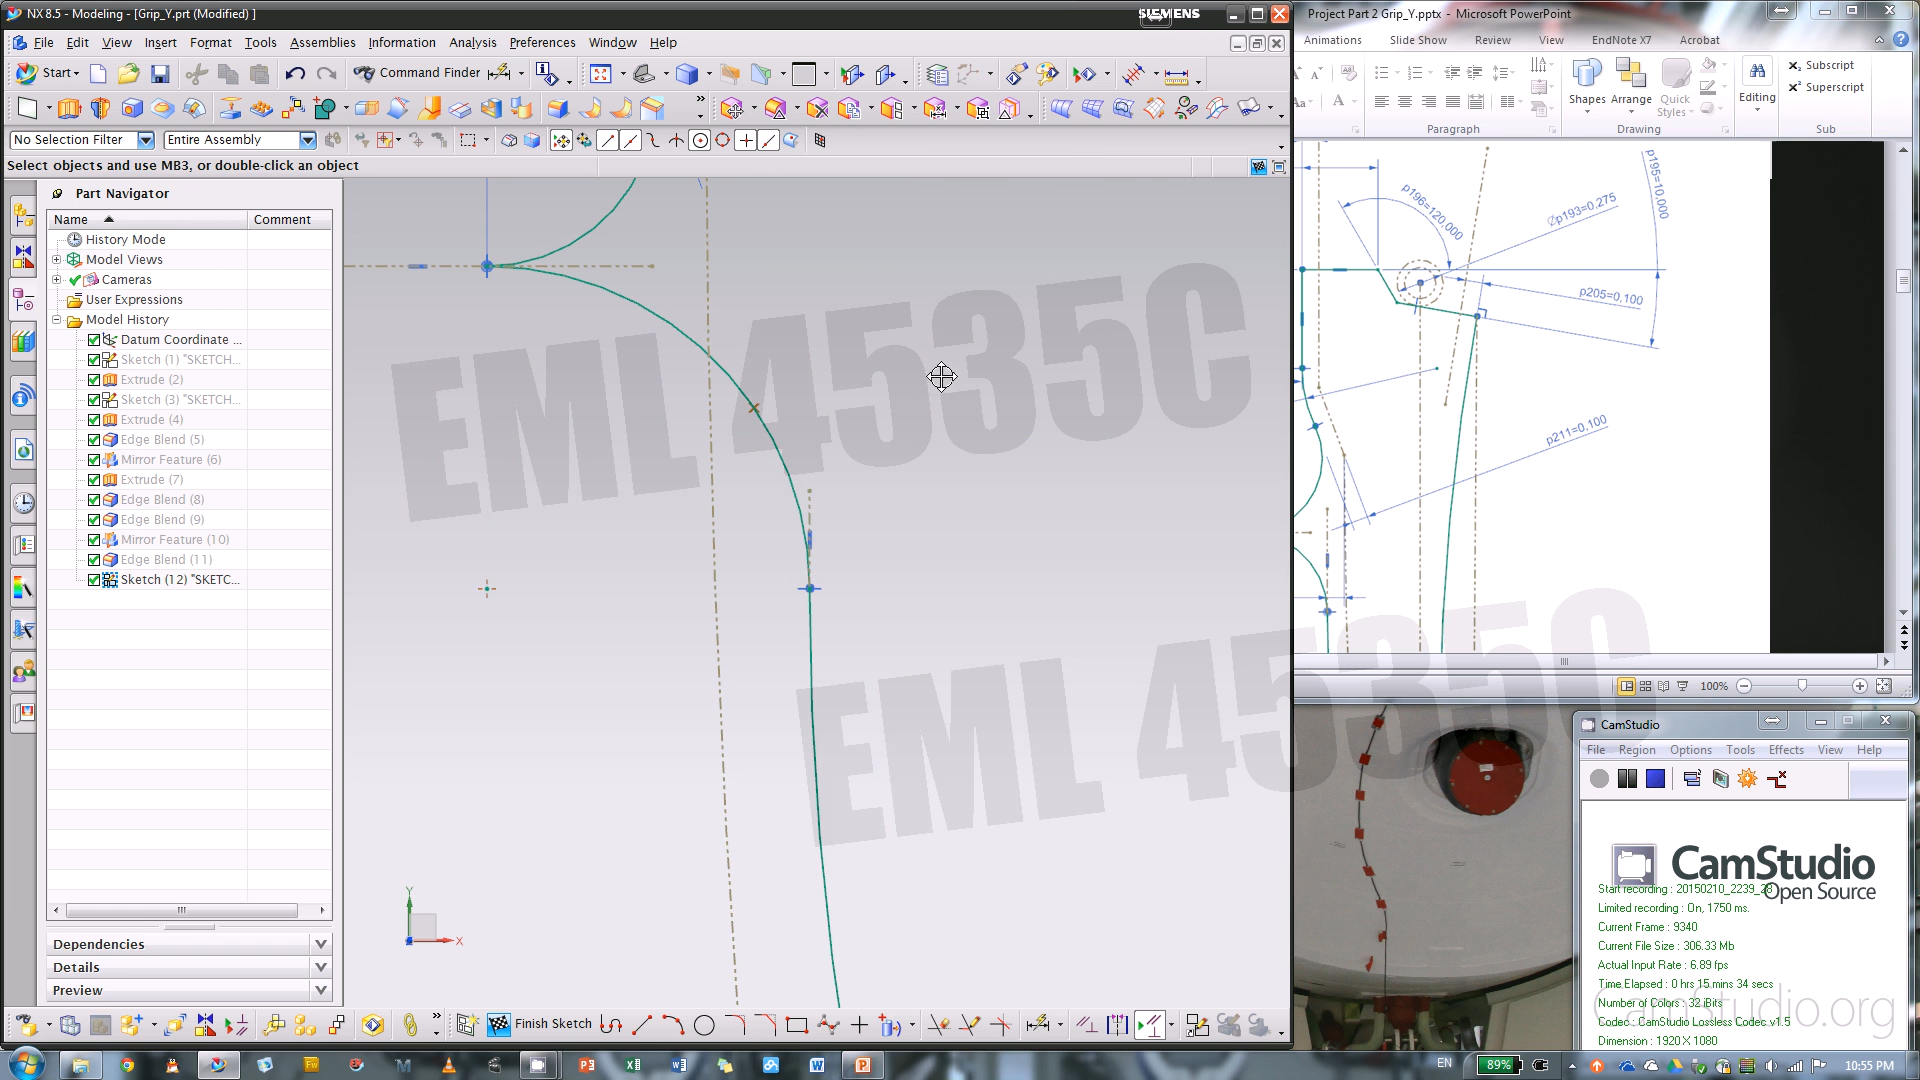 NX 8.5 - Modeling - [Grip_Y.prt (Modified) ]
SIEMENS
Project Part 2 Grip_Y.pptx - Microsoft PowerPoint
File Edit View Insert Format Tools Assemblies Information Analysis Preferences Window Help
Animations Slide Show Review View EndNote X7 Acrobat
Start
Command Finder
Shapes Arrange Quick Styles
Editing
Subscript
Superscript
Paragraph
Drawing
Sub
No Selection Filter
Entire Assembly
Select objects and use MB3, or double-click an object
Part Navigator
Name
Comment
History Mode
Model Views
Cameras
User Expressions
Model History
Datum Coordinate ...
Sketch (1) "SKETCH...
Extrude (2)
Sketch (3) "SKETCH...
Extrude (4)
Edge Blend (5)
Mirror Feature (6)
Extrude (7)
Edge Blend (8)
Edge Blend (9)
Mirror Feature (10)
Edge Blend (11)
Sketch (12) "SKETC...
Dependencies
Details
Preview
EML 4535C
EML 4535C
Y
X
p196=120,000
∅p193=0,275
p195=10,000
p205=0,100
p211=0,100
100%
CamStudio
File Region Options Tools Effects View Help
CamStudio
Open Source
Start recording : 20150210_2239_28
Limited recording : On, 1750 ms.
Current Frame : 9340
Current File Size : 306.33 Mb
Actual Input Rate : 6.89 fps
Time Elapsed : 0 hrs 15 mins 34 secs
Number of Colors : 32 Bits
Codec : CamStudio Lossless Codec v1.5
Dimension : 1920 X 1080
CamStudio.org
Finish Sketch
EN
89%
10:55 PM